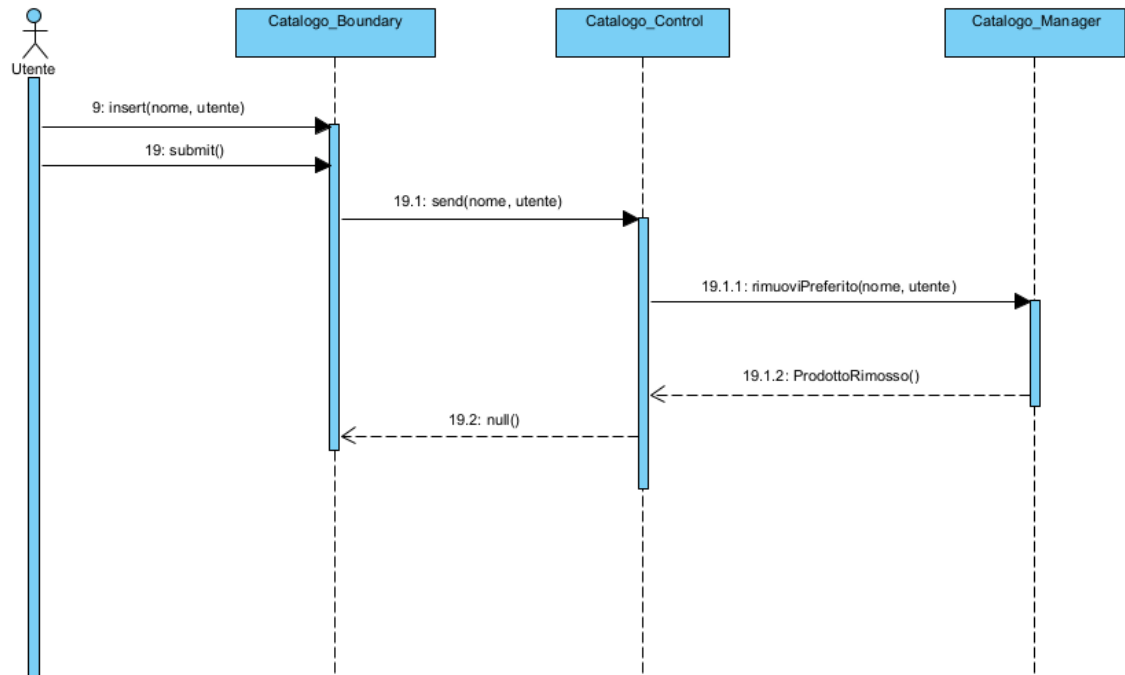 Catalogo_Boundary
Catalogo_Control
Catalogo_Manager
Utente
9: insert(nome, utente)
19: submit()
19.1: send(nome, utente)
19.1.1: rimuoviPreferito(nome, utente)
19.1.2: ProdottoRimosso()
19.2: null()